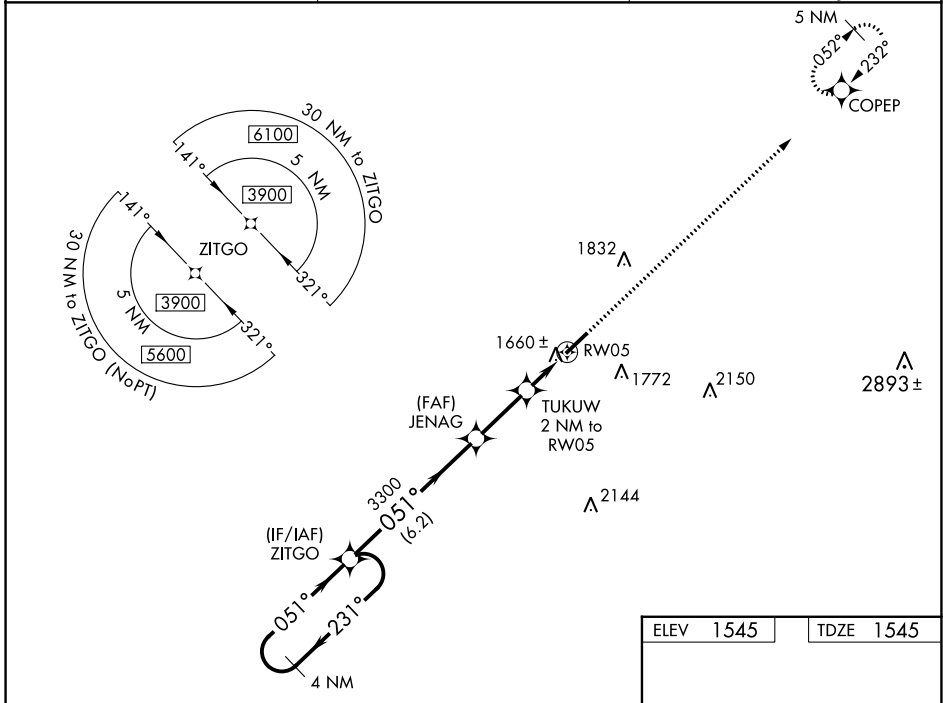 5 NM
052°
232°
COPEP
30 NM to ZITGO
6100
141°
5 NM
3900
321°
ZITGO
141°
30 NM to ZITGO (NoPT)
5 NM
3900
321°
5600
1832
1660 ±
RW05
1772
2150
2893 ±
(FAF)
JENAG
TUKUW
2 NM to
RW05
3300
051°
(6.2)
2144
(IF/IAF)
ZITGO
051°
231°
4 NM
ELEV 1545
TDZE 1545